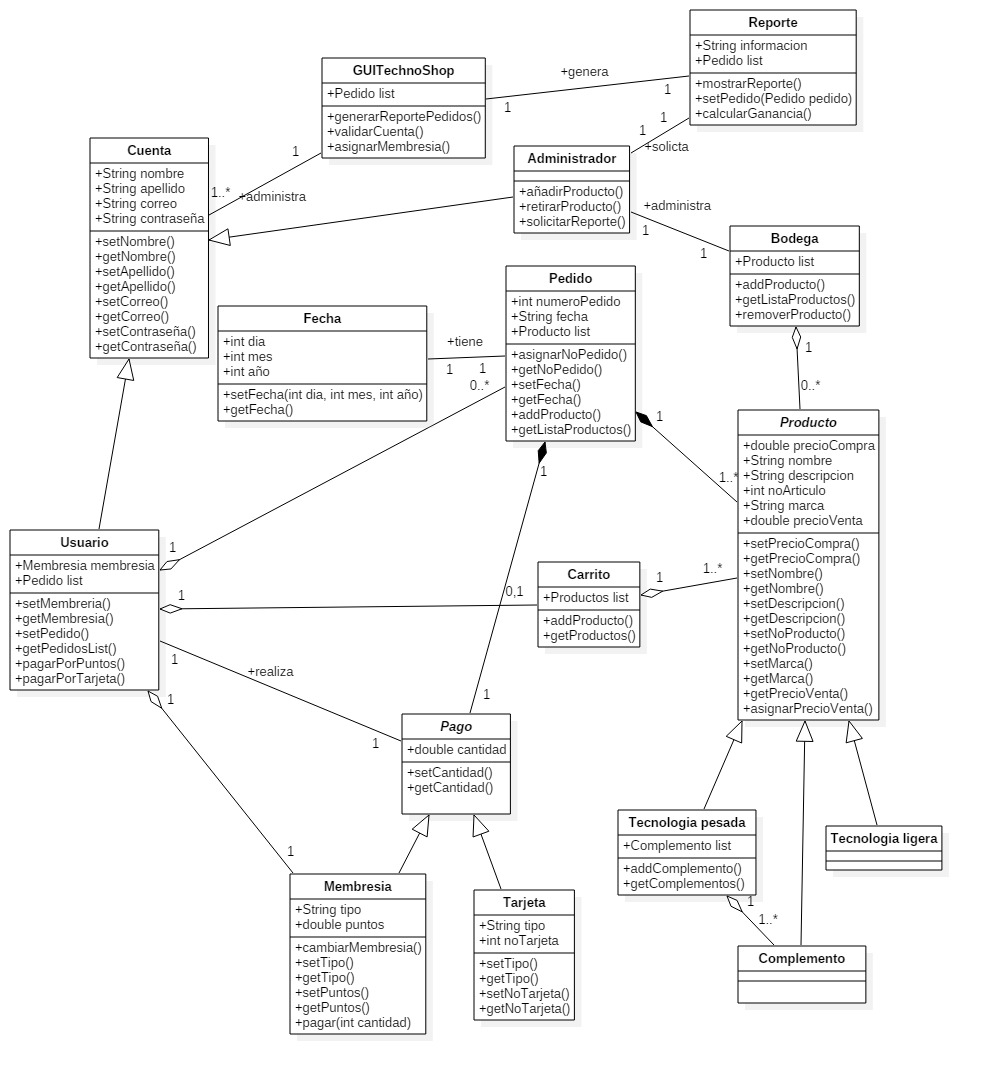 Reporte
+String informacion
+Pedido list
+mostrarReporte()
+setPedido(Pedido pedido)
+calcularGanancia()
GUITechnoShop
+Pedido list
+generarReportePedidos()
+validarCuenta()
+asignarMembresia()
+genera
1
1
1
1
+solicta
Cuenta
+String nombre
+String apellido
+String correo
+String contraseña
+setNombre()
+getNombre()
+setApellido()
+getApellido()
+setCorreo()
+getCorreo()
+setContraseña()
+getContraseña()
1
1..*
+administra
Administrador
+añadirProducto()
+retirarProducto()
+solicitarReporte()
+administra
1
1
Bodega
+Producto list
+addProducto()
+getListaProductos()
+removerProducto()
1
0..*
Pedido
+int numeroPedido
+String fecha
+Producto list
+asignarNoPedido()
+getNoPedido()
+setFecha()
+getFecha()
+addProducto()
+getListaProductos()
Fecha
+int dia
+int mes
+int año
+setFecha(int dia, int mes, int año)
+getFecha()
+tiene
1
1
0..*
1
1..*
1
Producto
+double precioCompra
+String nombre
+String descripcion
+int noArticulo
+String marca
+double precioVenta
+setPrecioCompra()
+getPrecioCompra()
+setNombre()
+getNombre()
+setDescripcion()
+getDescripcion()
+setNoProducto()
+getNoProducto()
+setMarca()
+getMarca()
+getPrecioVenta()
+asignarPrecioVenta()
Usuario
+Membresia membresia
+Pedido list
+setMembreria()
+getMembresia()
+setPedido()
+getPedidosList()
+pagarPorPuntos()
+pagarPorTarjeta()
1
1
0,1
Carrito
+Productos list
+addProducto()
+getProductos()
1
1..*
1
+realiza
1
1
1
1
Pago
+double cantidad
+setCantidad()
+getCantidad()
Membresia
+String tipo
+double puntos
+cambiarMembresia()
+setTipo()
+getTipo()
+setPuntos()
+getPuntos()
+pagar(int cantidad)
Tarjeta
+String tipo
+int noTarjeta
+setTipo()
+getTipo()
+setNoTarjeta()
+getNoTarjeta()
Tecnologia pesada
+Complemento list
+addComplemento()
+getComplementos()
Tecnologia ligera
1
1..*
Complemento